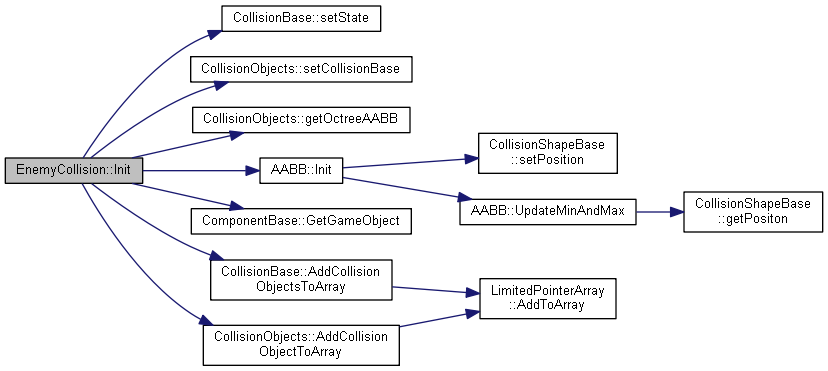 CollisionBase::setState
CollisionObjects::setCollisionBase
CollisionObjects::getOctreeAABB
EnemyCollision::Init
AABB::Init
CollisionShapeBase
::setPosition
AABB::UpdateMinAndMax
CollisionShapeBase
::getPositon
ComponentBase::GetGameObject
CollisionBase::AddCollision
ObjectsToArray
LimitedPointerArray
::AddToArray
CollisionObjects::AddCollision
ObjectToArray